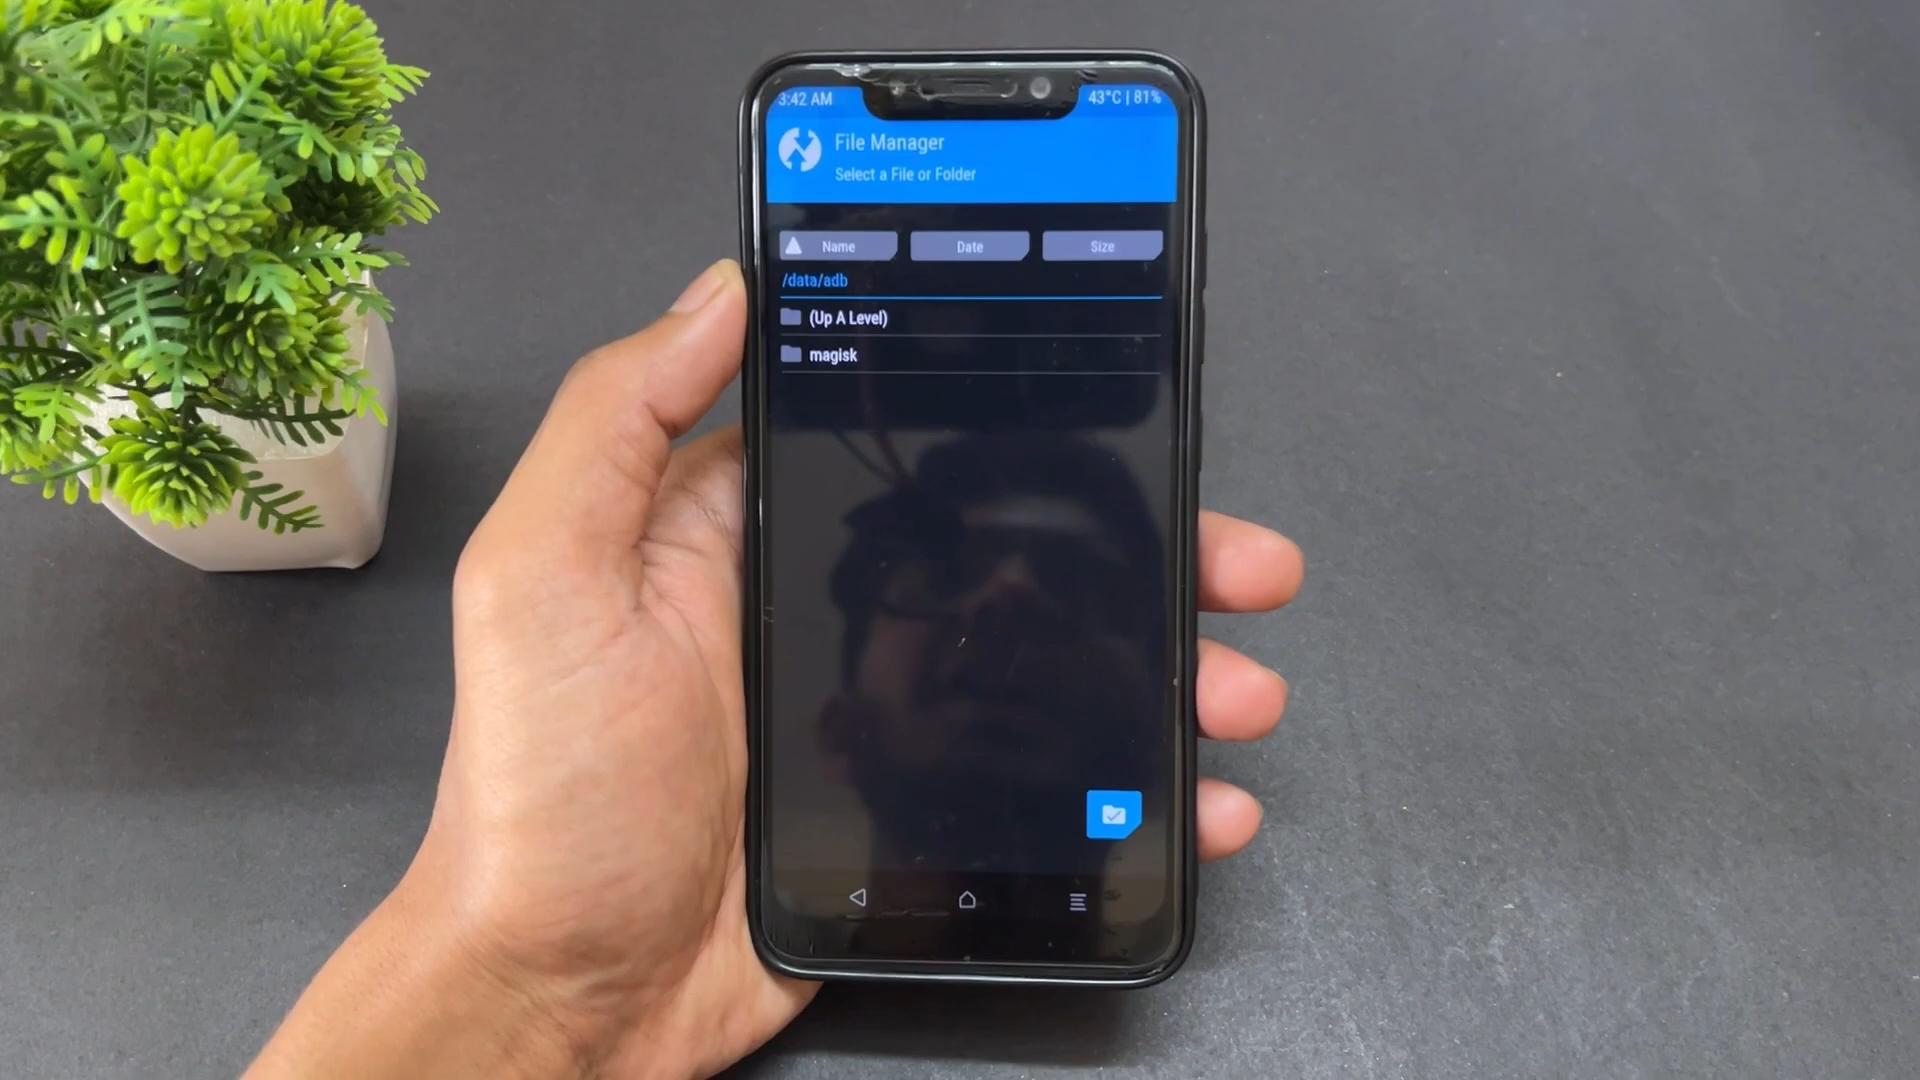 3:42 AM
43°C | 81%
File Manager
Select a File or Folder
Name
Date
Size
/data/adb
(Up A Level)
magisk